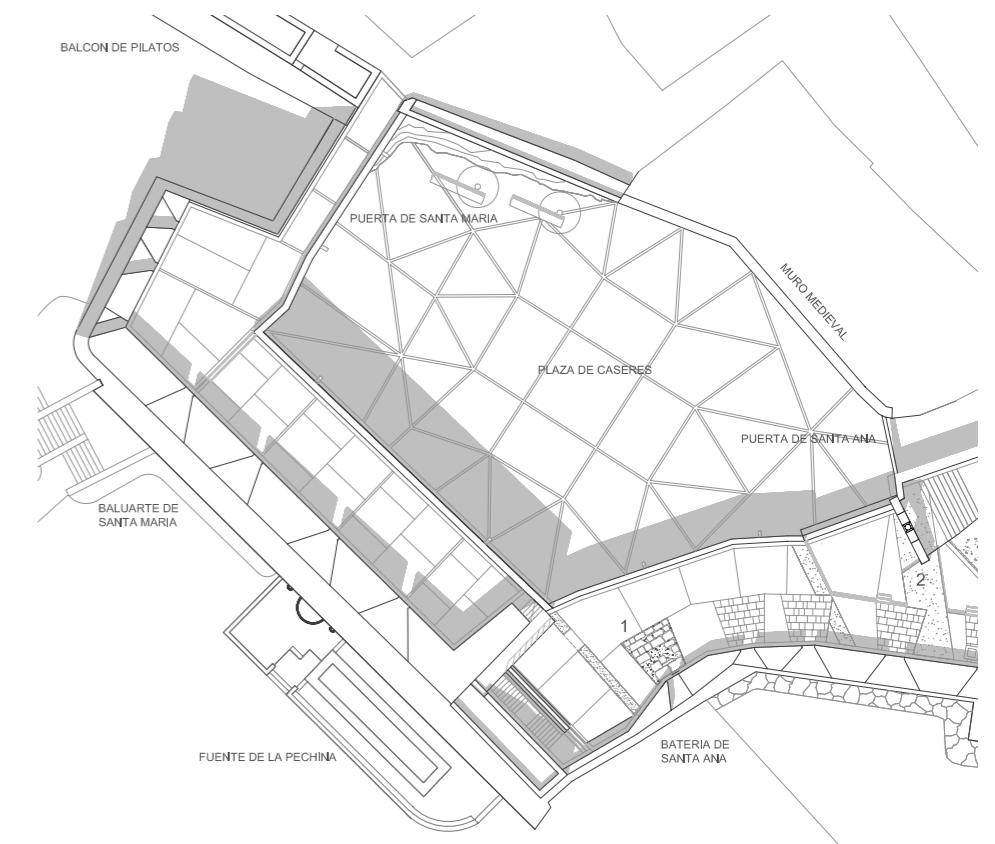 BALCON DE PILATOS
PUERTA DE SANTA MARIA
MURO MEDIEVAL
PLAZA DE CASERES
PUERTA DE SANTA ANA
BALUARTE DE
SANTA MARIA
2
1
BATERIA DE
SANTA ANA
FUENTE DE LA PECHINA